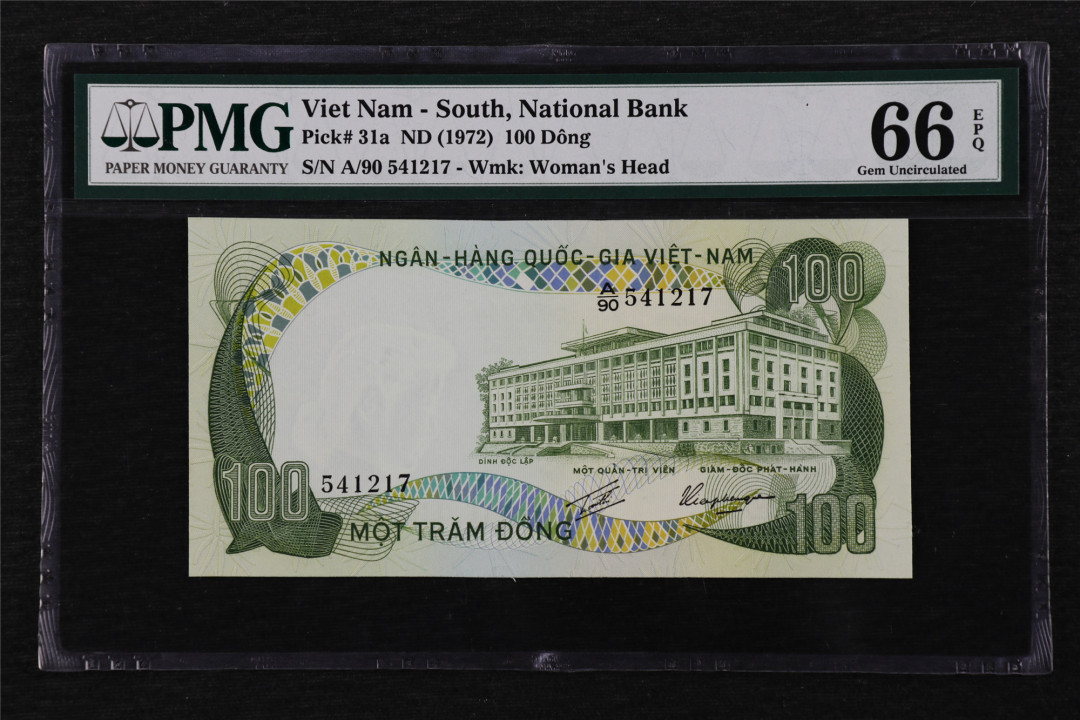 PMG
PAPER MONEY GUARANTY
Viet Nam - South, National Bank
Pick# 31a ND (1972) 100 Dông
S/N A/90 541217 - Wmk: Woman's Head
66
EPQ
Gem Uncirculated
NGÂN-HÀNG QUỐC-GIA VIỆT-NAM
100
A/90 541217
DINH ĐỘC LẬP
MỘT QUẢN-TRỊ VIÊN
GIÁM-ĐỐC PHÁT-HÀNH
100
541217
100
MỘT TRĂM ĐỒNG